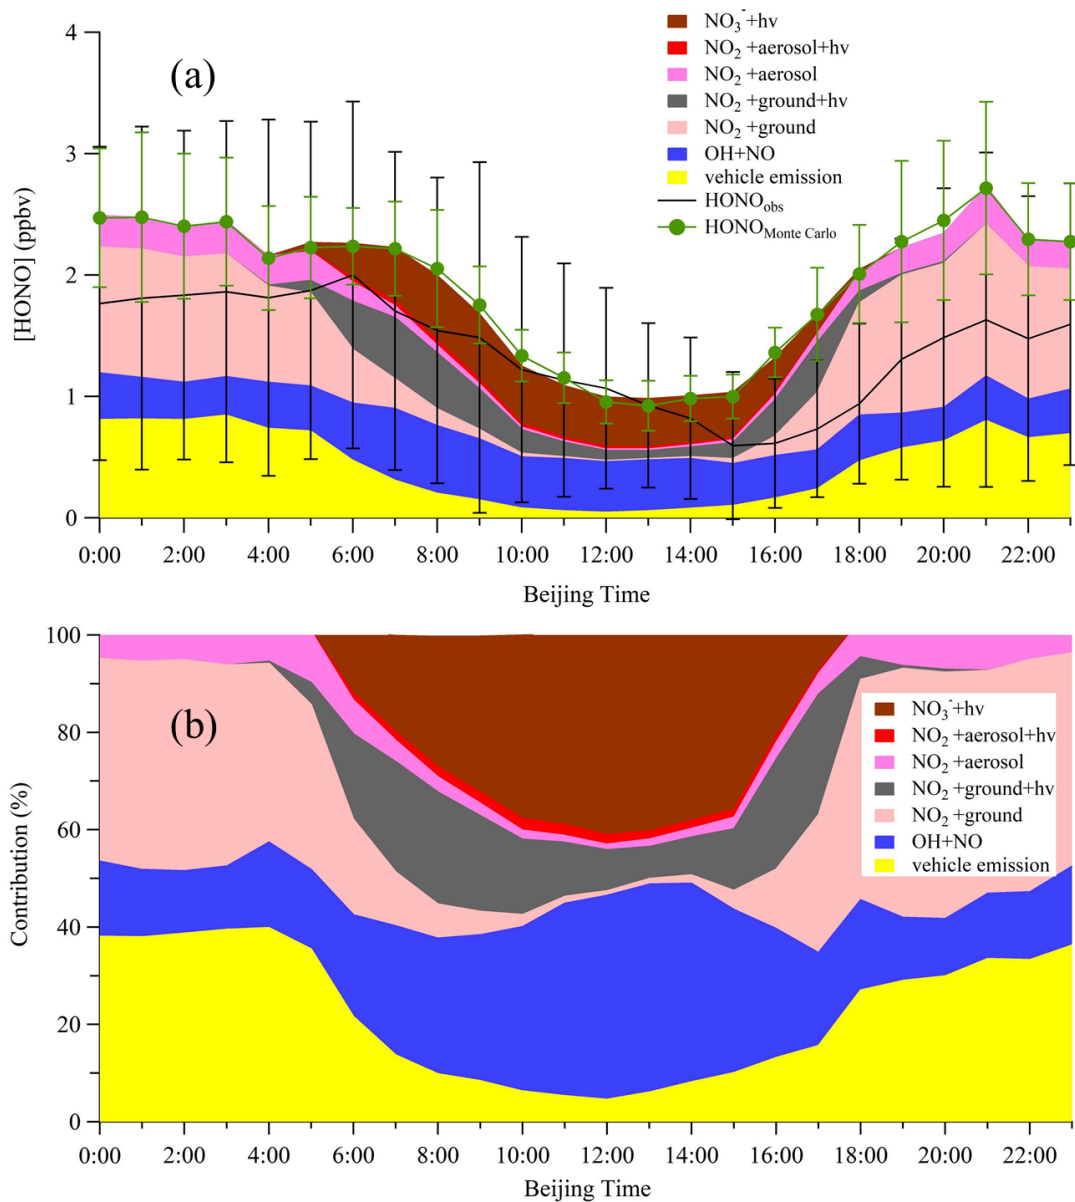 (a)
NO₃⁻+hv
NO₂ +aerosol+hv
NO₂ +aerosol
NO₂ +ground+hv
NO₂ +ground
OH+NO
vehicle emission
HONO_obs
HONO_Monte Carlo
[HONO] (ppbv)
4
3
2
1
0
0:00 2:00 4:00 6:00 8:00 10:00 12:00 14:00 16:00 18:00 20:00 22:00
Beijing Time
(b)
NO₃⁻+hv
NO₂ +aerosol+hv
NO₂ +aerosol
NO₂ +ground+hv
NO₂ +ground
OH+NO
vehicle emission
Contribution (%)
100
80
60
40
20
0
0:00 2:00 4:00 6:00 8:00 10:00 12:00 14:00 16:00 18:00 20:00 22:00
Beijing Time